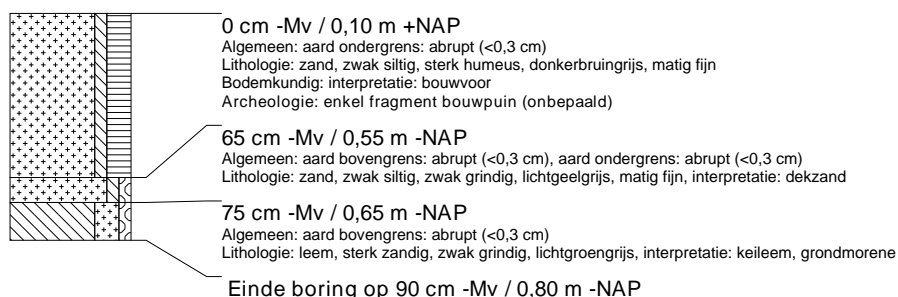 0 cm -Mv / 0,10 m +NAP
Algemeen: aard ondergrens: abrupt (<0,3 cm)
Lithologie: zand, zwak siltig, sterk humeus, donkerbruingrijs, matig fijn
Bodemkundig: interpretatie: bouwvoor
Archeologie: enkel fragment bouwpuin (onbepaald)
65 cm -Mv / 0,55 m -NAP
Algemeen: aard bovengrens: abrupt (<0,3 cm), aard ondergrens: abrupt (<0,3 cm)
Lithologie: zand, zwak siltig, zwak grindig, lichtgeelgrijs, matig fijn, interpretatie: dekzand
75 cm -Mv / 0,65 m -NAP
Algemeen: aard bovengrens: abrupt (<0,3 cm)
Lithologie: leem, sterk zandig, zwak grindig, lichtgroengrijs, interpretatie: keileem, grondmorene
Einde boring op 90 cm -Mv / 0,80 m -NAP